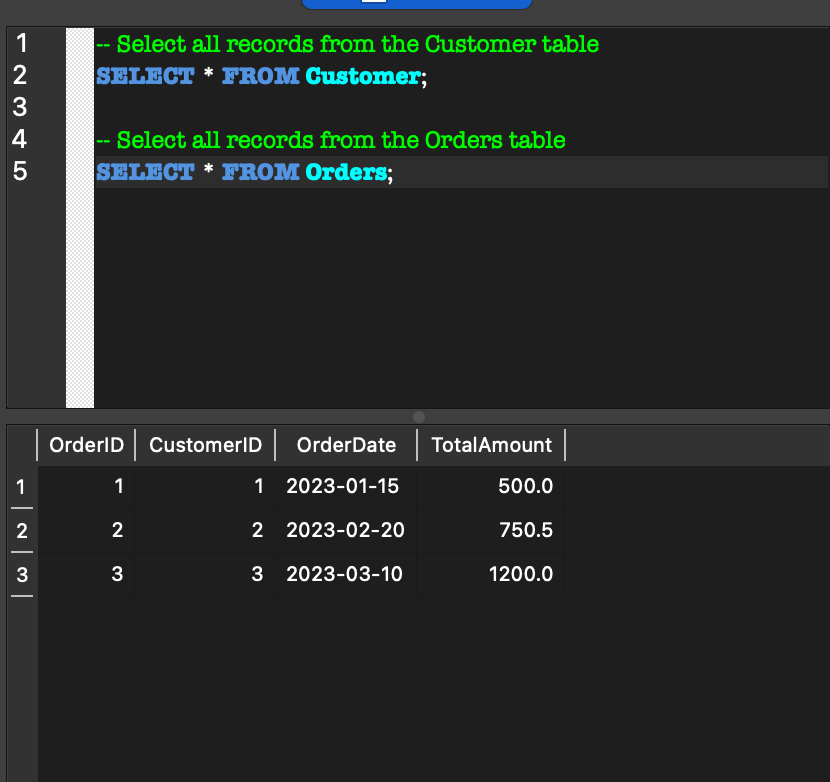 1 -- Select all records from the Customer table
2 SELECT * FROM Customer;
3
4 -- Select all records from the Orders table
5 SELECT * FROM Orders;
OrderID CustomerID OrderDate TotalAmount
1 1 1 2023-01-15 500.0
2 2 2 2023-02-20 750.5
3 3 3 2023-03-10 1200.0